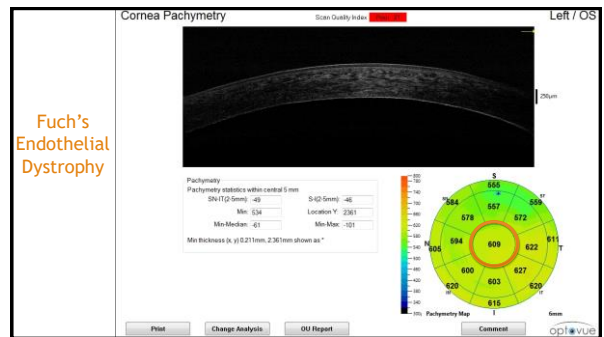 Cornea Pachymetry
Scan Quality Index
Left / OS
Fuch's
Endothelial
Dystrophy
250µm
Pachymetry
Pachymetry statistics within central 5 mm
SN-IT(2-5mm): -49
S-I(2-5mm): -46
Min: 534
Location Y: 2361
Min-Median: -61
Min-Max: -101
Min thickness (x, y) 0.211mm, 2.361mm shown as *
S
555
584
557
559
578
572
N
605
594
609
622
611
T
600
627
603
620
620
615
I
Pachymetry Map
6mm
Print
Change Analysis
OU Report
Comment
optovue